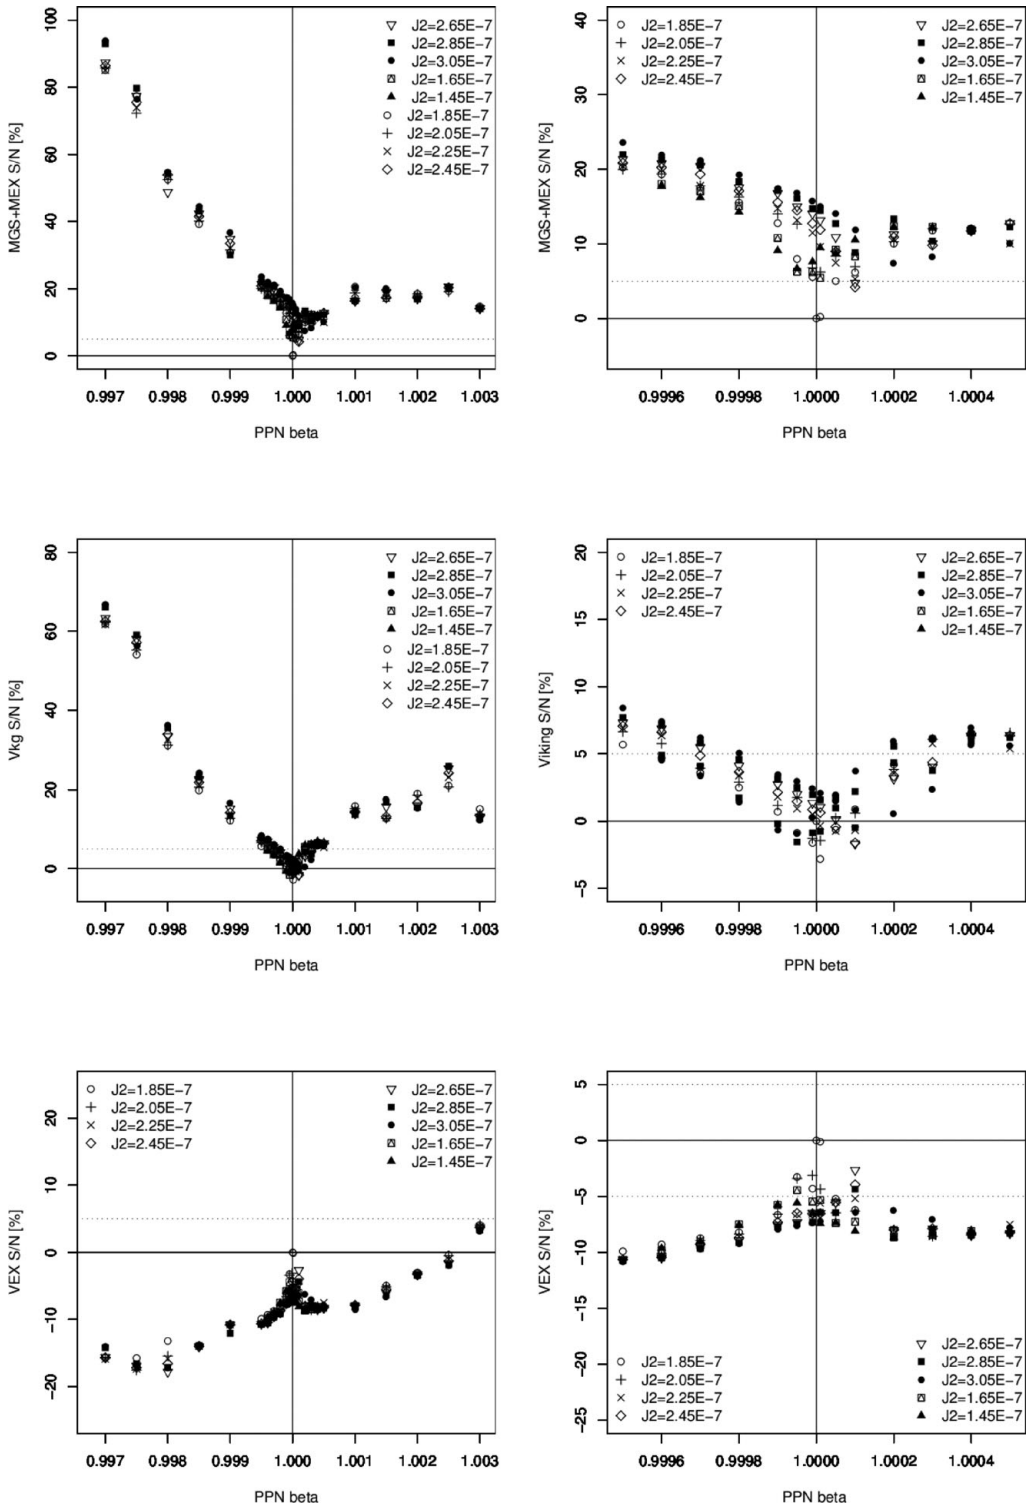 MGS+MEX S/N [%]
100
80
60
40
20
0
J2=2.65E−7
J2=2.85E−7
J2=3.05E−7
J2=1.65E−7
J2=1.45E−7
J2=1.85E−7
J2=2.05E−7
J2=2.25E−7
J2=2.45E−7
0.997 0.998 0.999 1.000 1.001 1.002 1.003
PPN beta
MGS+MEX S/N [%]
40
30
20
10
0
J2=1.85E−7
J2=2.05E−7
J2=2.25E−7
J2=2.45E−7
J2=2.65E−7
J2=2.85E−7
J2=3.05E−7
J2=1.65E−7
J2=1.45E−7
0.9996 0.9998 1.0000 1.0002 1.0004
PPN beta
Vkg S/N [%]
80
60
40
20
0
J2=2.65E−7
J2=2.85E−7
J2=3.05E−7
J2=1.65E−7
J2=1.45E−7
J2=1.85E−7
J2=2.05E−7
J2=2.25E−7
J2=2.45E−7
0.997 0.998 0.999 1.000 1.001 1.002 1.003
PPN beta
Viking S/N [%]
20
15
10
5
0
−5
J2=1.85E−7
J2=2.05E−7
J2=2.25E−7
J2=2.45E−7
J2=2.65E−7
J2=2.85E−7
J2=3.05E−7
J2=1.65E−7
J2=1.45E−7
0.9996 0.9998 1.0000 1.0002 1.0004
PPN beta
VEX S/N [%]
20
10
0
−10
−20
J2=1.85E−7
J2=2.05E−7
J2=2.25E−7
J2=2.45E−7
J2=2.65E−7
J2=2.85E−7
J2=3.05E−7
J2=1.65E−7
J2=1.45E−7
0.997 0.998 0.999 1.000 1.001 1.002 1.003
PPN beta
VEX S/N [%]
5
0
−5
−10
−15
−20
−25
J2=1.85E−7
J2=2.05E−7
J2=2.25E−7
J2=2.45E−7
J2=2.65E−7
J2=2.85E−7
J2=3.05E−7
J2=1.65E−7
J2=1.45E−7
0.9996 0.9998 1.0000 1.0002 1.0004
PPN beta